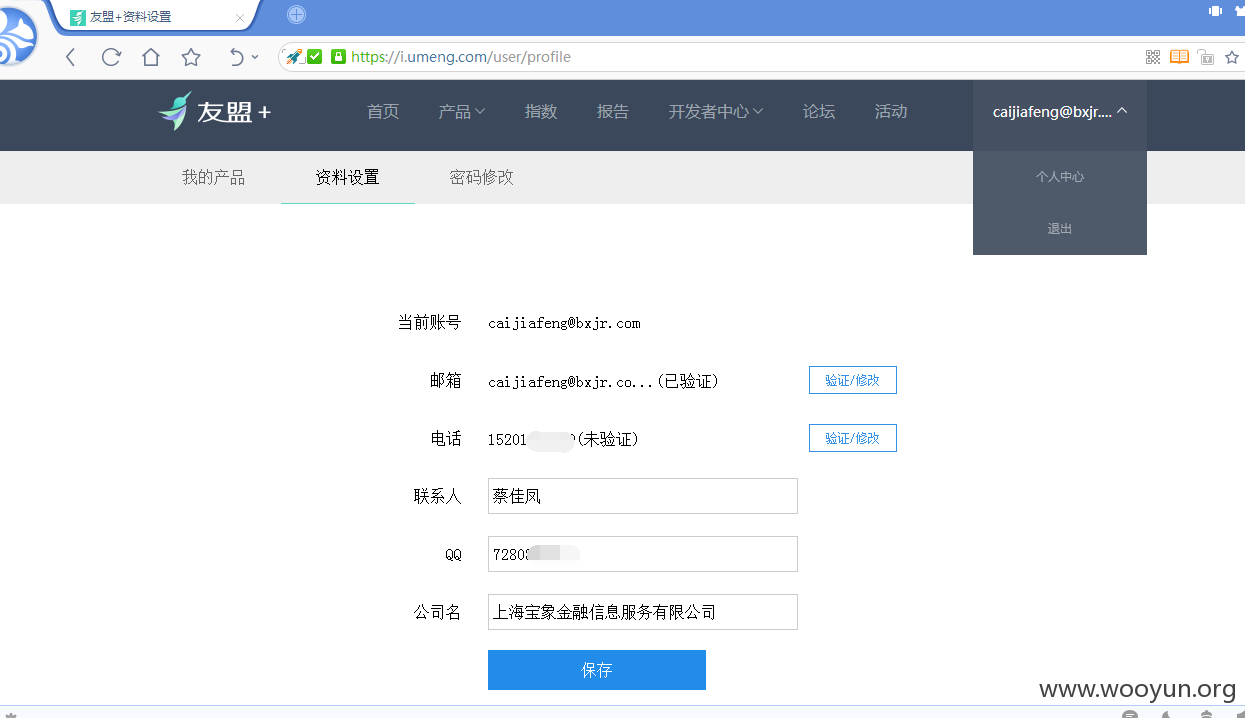 友盟+资料设置
https://i.umeng.com/user/profile
友盟+ 首页 产品 指数 报告 开发者中心 论坛 活动 caijiafeng@bxjr....
我的产品 资料设置 密码修改 个人中心
退出
当前账号 caijiafeng@bxjr.com
邮箱 caijiafeng@bxjr.co...(已验证) 验证/修改
电话 15201 (未验证) 验证/修改
联系人 蔡佳凤
QQ 7280
公司名 上海宝象金融信息服务有限公司
保存
www.wooyun.org